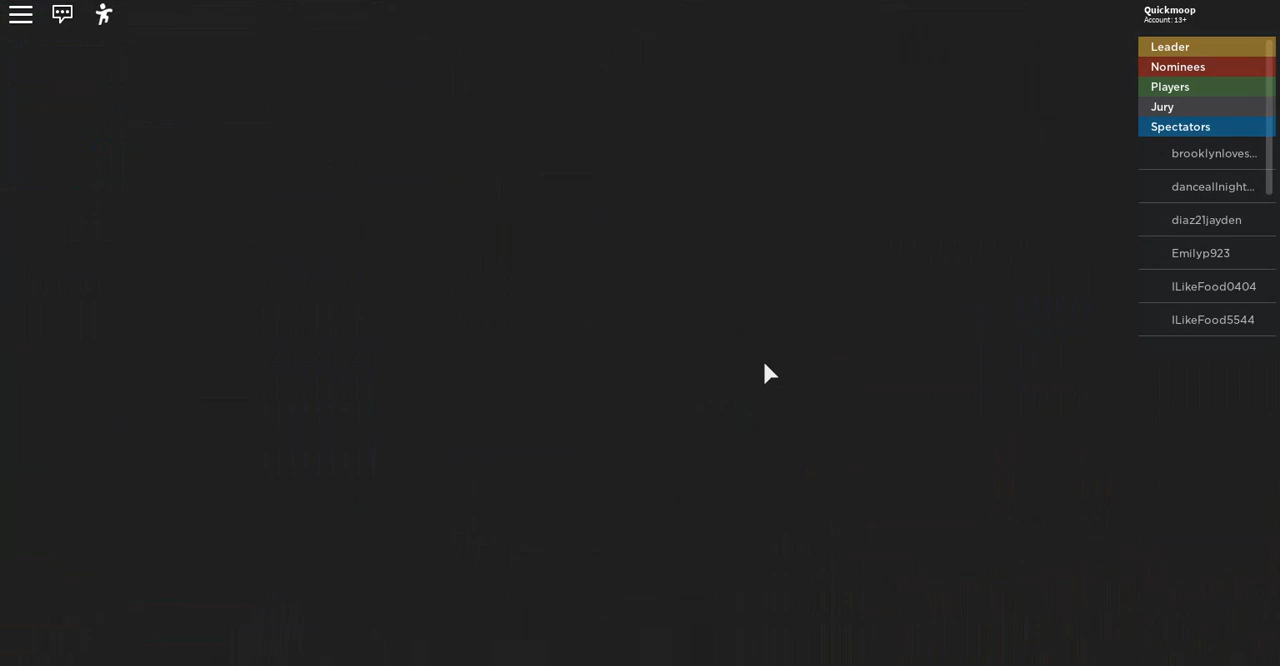 Quickmoop
Account: 13+
Leader
Nominees
Players
Jury
Spectators
brooklynloves...
danceallnight...
diaz21jayden
Emilyp923
ILikeFood0404
ILikeFood5544